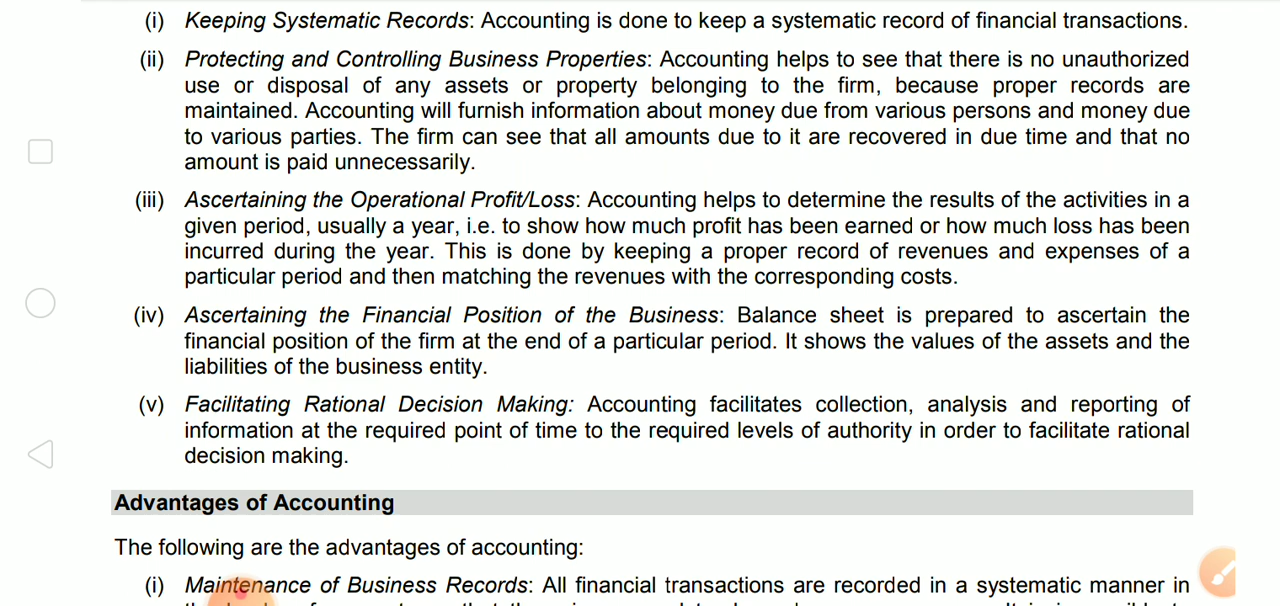 (i) Keeping Systematic Records: Accounting is done to keep a systematic record of financial transactions.
(ii) Protecting and Controlling Business Properties: Accounting helps to see that there is no unauthorized
use or disposal of any assets or property belonging to the firm, because proper records are
maintained. Accounting will furnish information about money due from various persons and money due
to various parties. The firm can see that all amounts due to it are recovered in due time and that no
amount is paid unnecessarily.
(iii) Ascertaining the Operational Profit/Loss: Accounting helps to determine the results of the activities in a
given period, usually a year, i.e. to show how much profit has been earned or how much loss has been
incurred during the year. This is done by keeping a proper record of revenues and expenses of a
particular period and then matching the revenues with the corresponding costs.
(iv) Ascertaining the Financial Position of the Business: Balance sheet is prepared to ascertain the
financial position of the firm at the end of a particular period. It shows the values of the assets and the
liabilities of the business entity.
(v) Facilitating Rational Decision Making: Accounting facilitates collection, analysis and reporting of
information at the required point of time to the required levels of authority in order to facilitate rational
decision making.
Advantages of Accounting
The following are the advantages of accounting:
(i) Maintenance of Business Records: All financial transactions are recorded in a systematic manner in